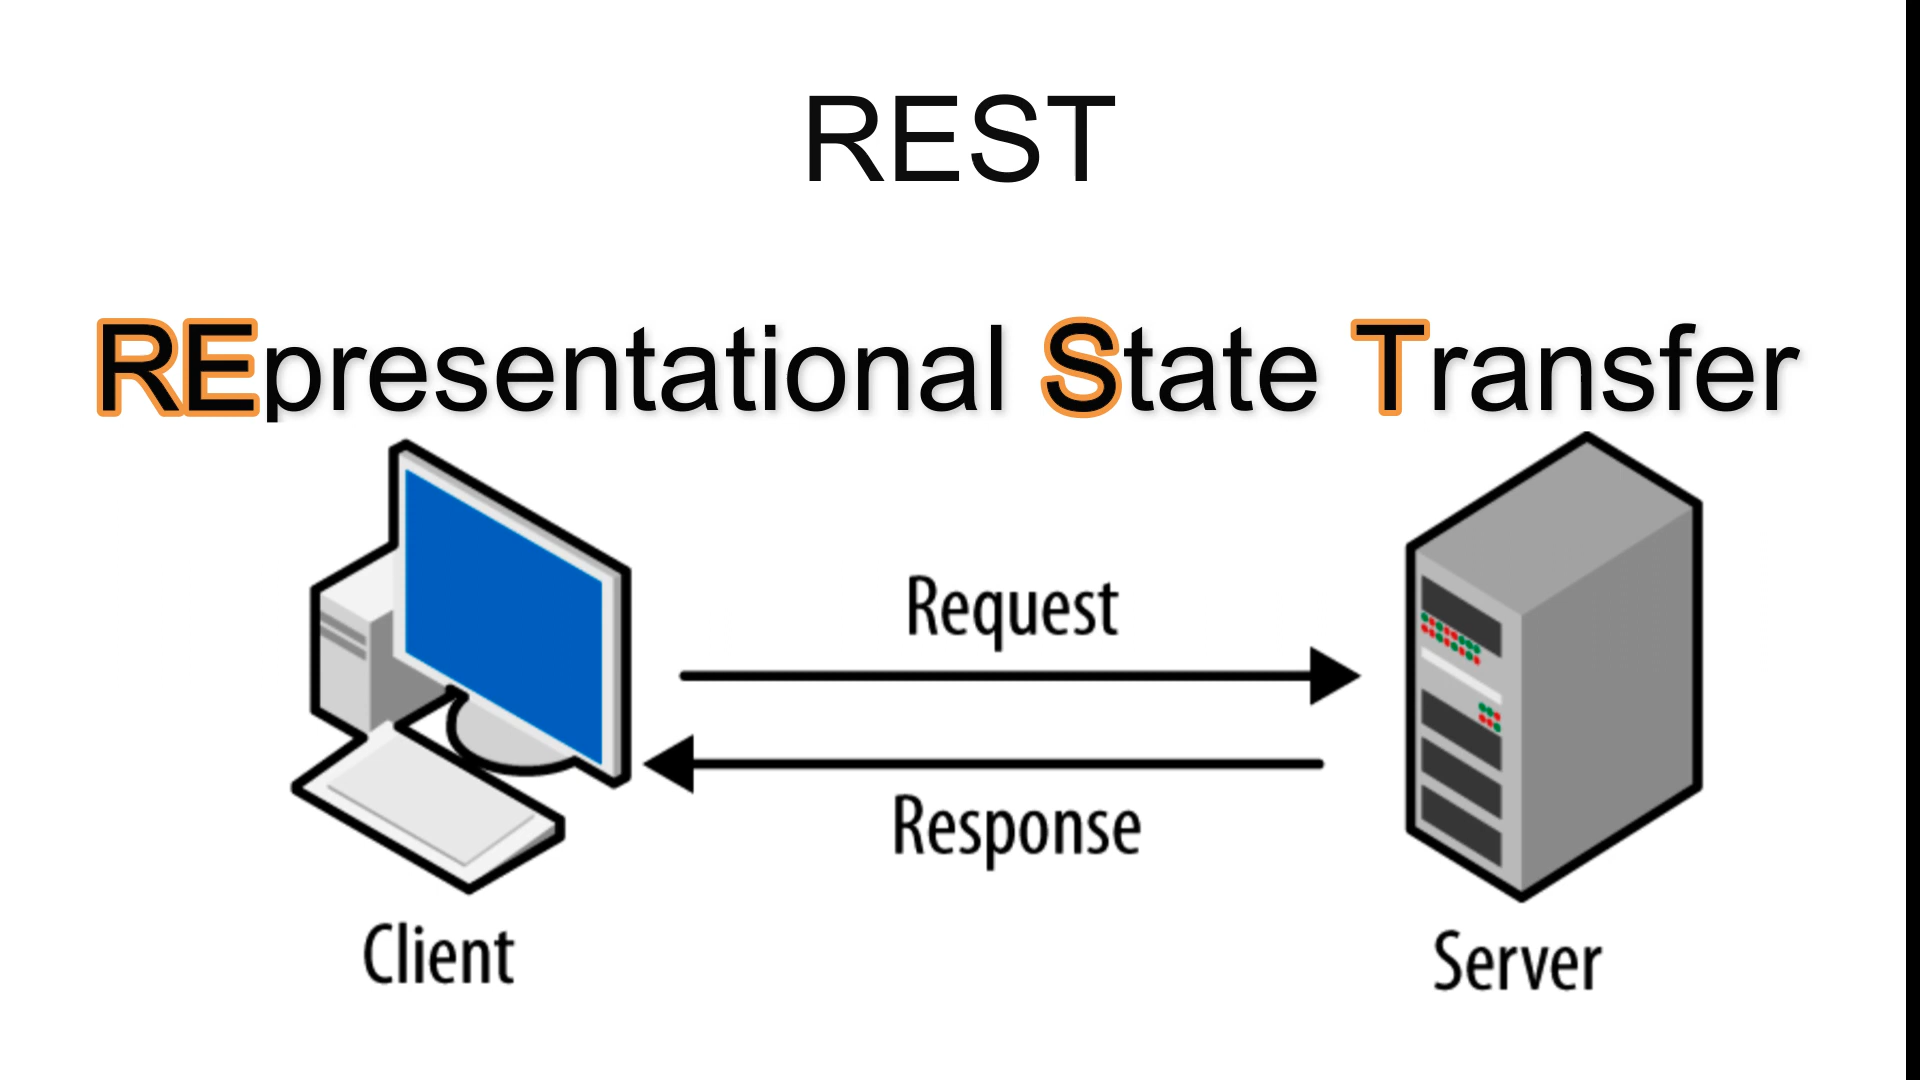 REST
REpresentational State Transfer
Request
Response
Client
Server